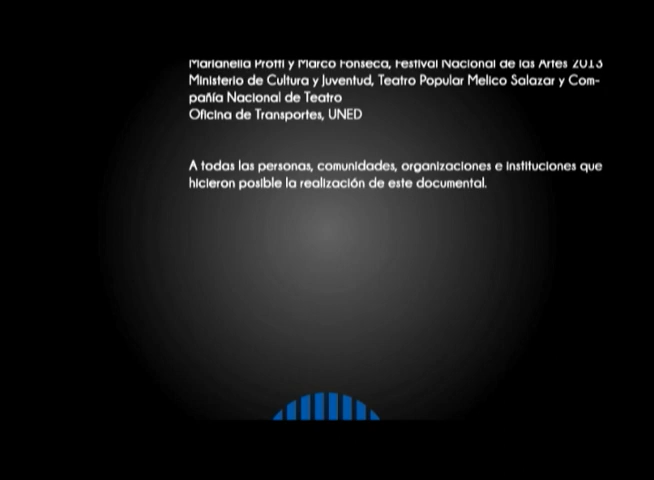 Marianella Protti y Marco Fonseca, Festival Nacional de las Artes 2013
Ministerio de Cultura y Juventud, Teatro Popular Melico Salazar y Com-
pañía Nacional de Teatro
Oficina de Transportes, UNED
A todas las personas, comunidades, organizaciones e instituciones que
hicieron posible la realización de este documental.